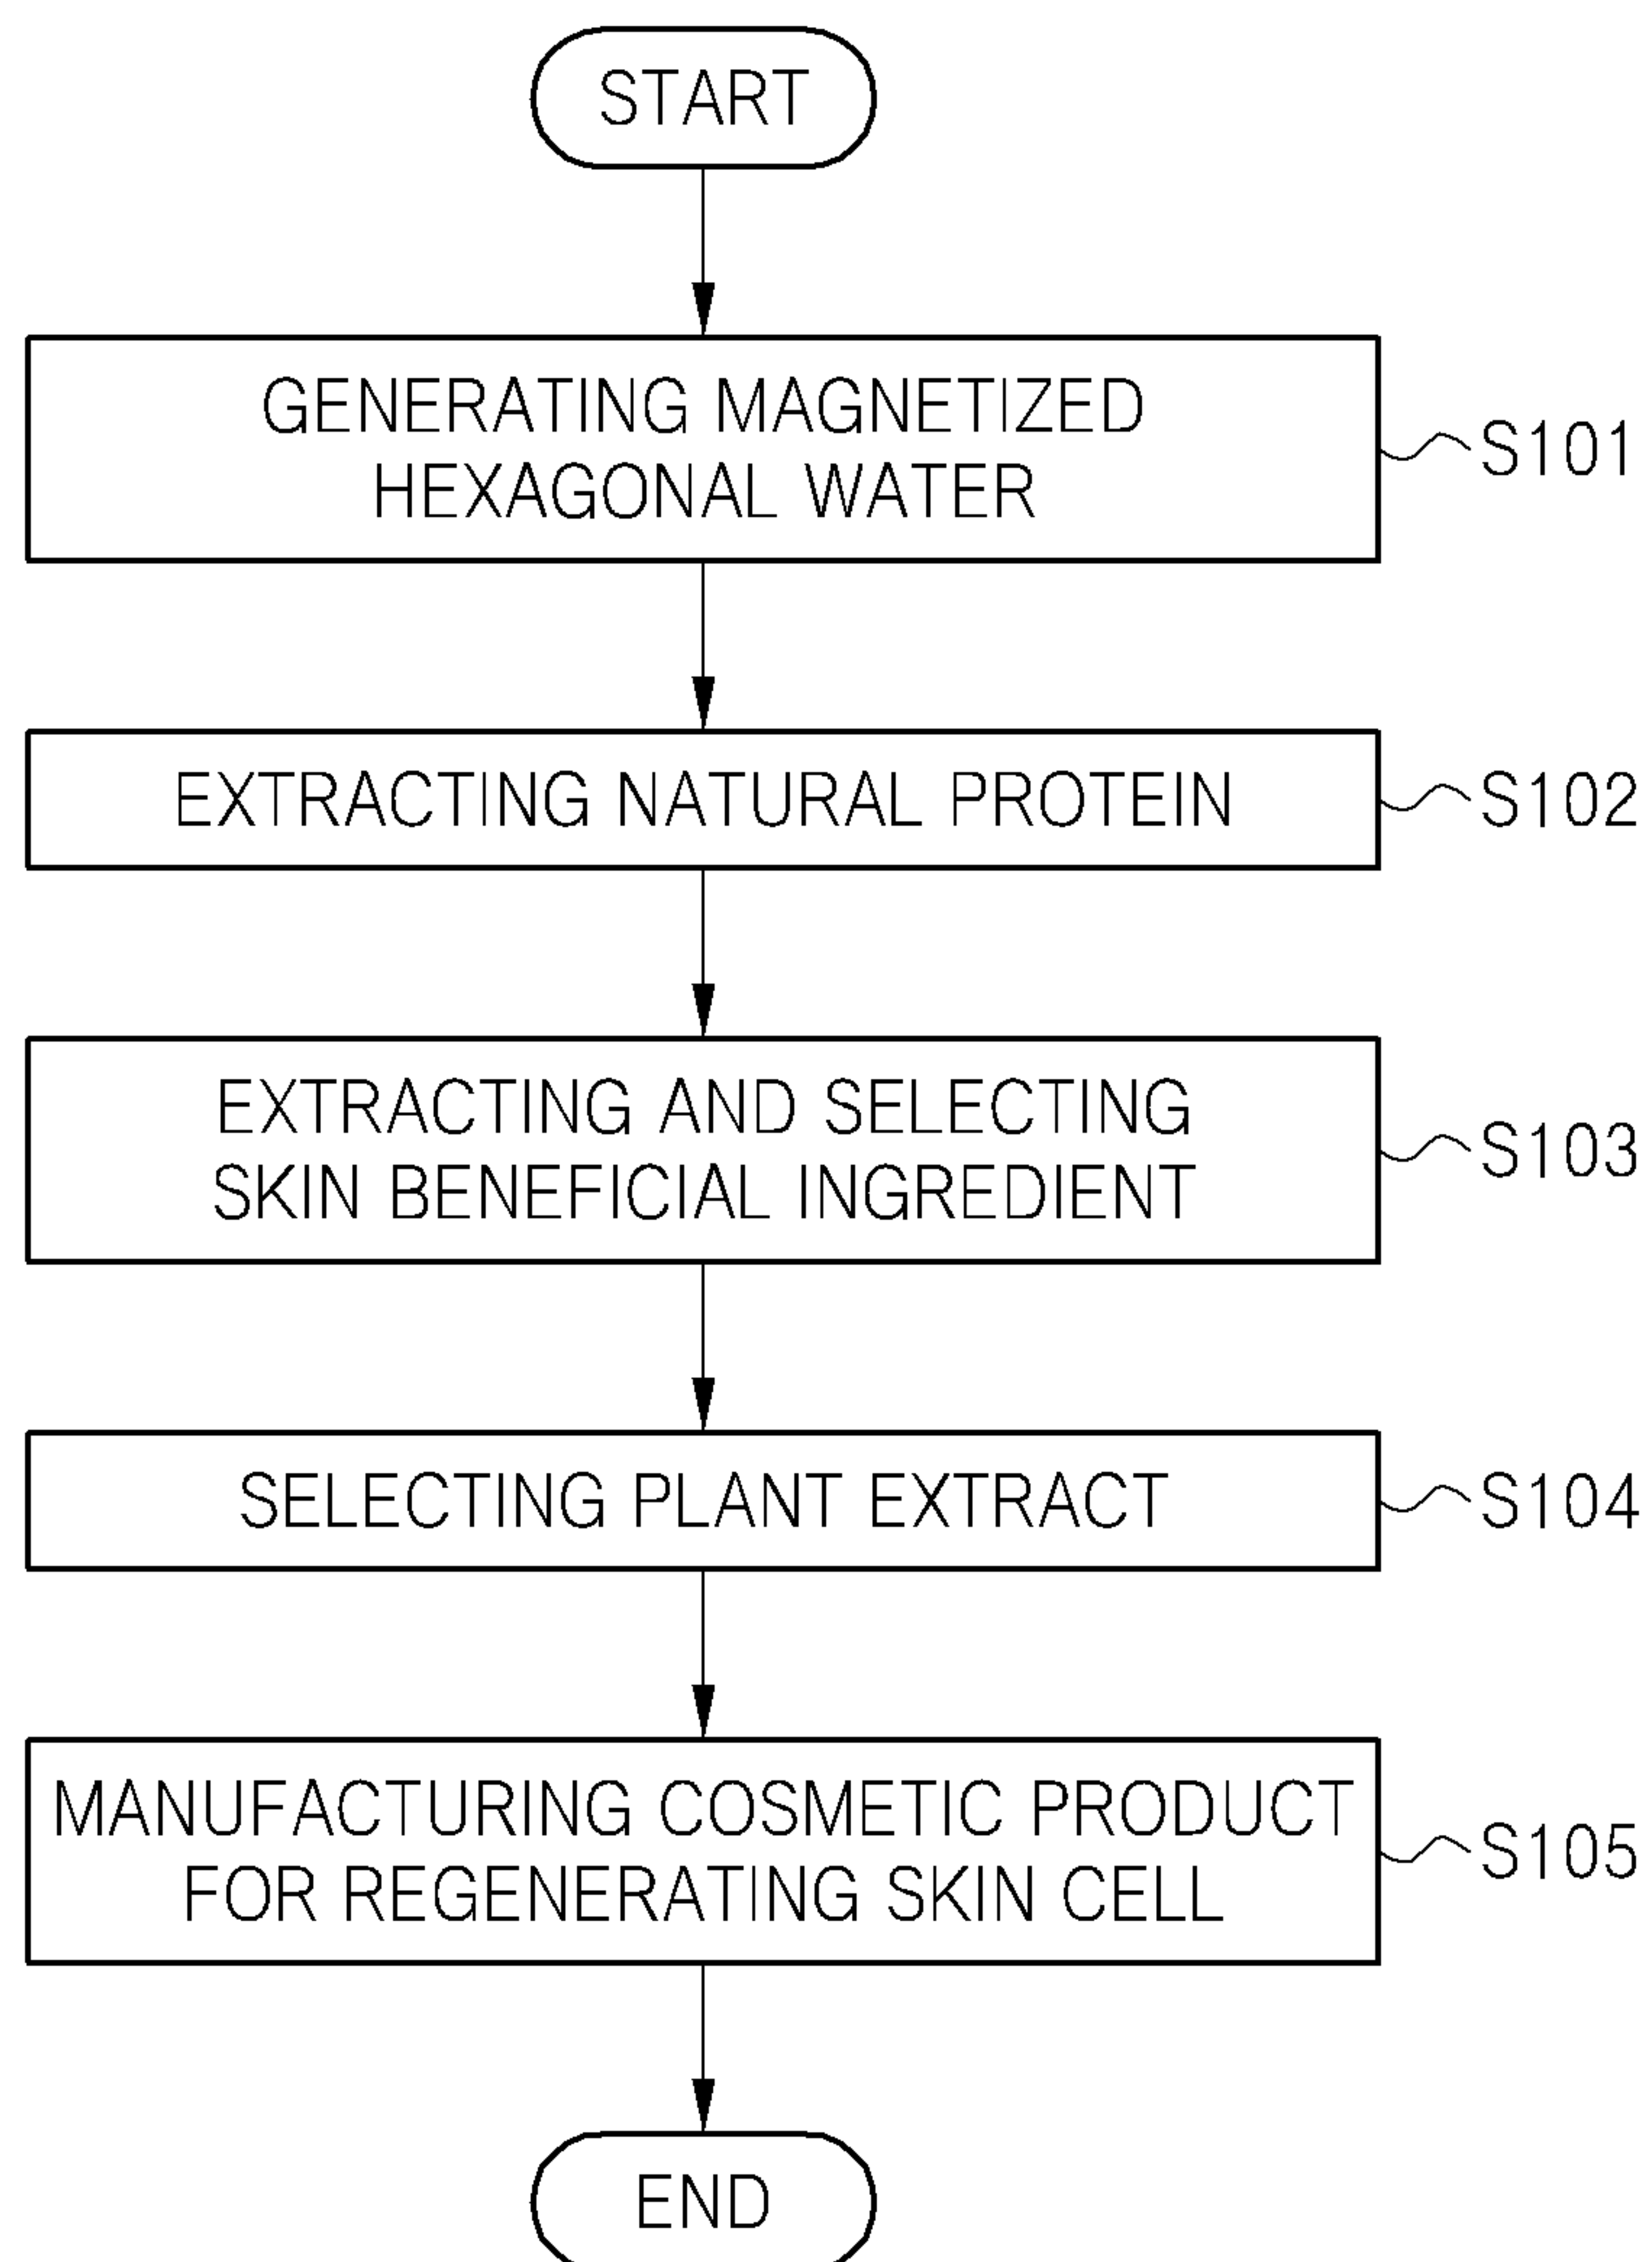 START
GENERATING MAGNETIZED
HEXAGONAL WATER
S101
EXTRACTING NATURAL PROTEIN
S102
EXTRACTING AND SELECTING
SKIN BENEFICIAL INGREDIENT
S103
SELECTING PLANT EXTRACT
S104
MANUFACTURING COSMETIC PRODUCT
FOR REGENERATING SKIN CELL
S105
END